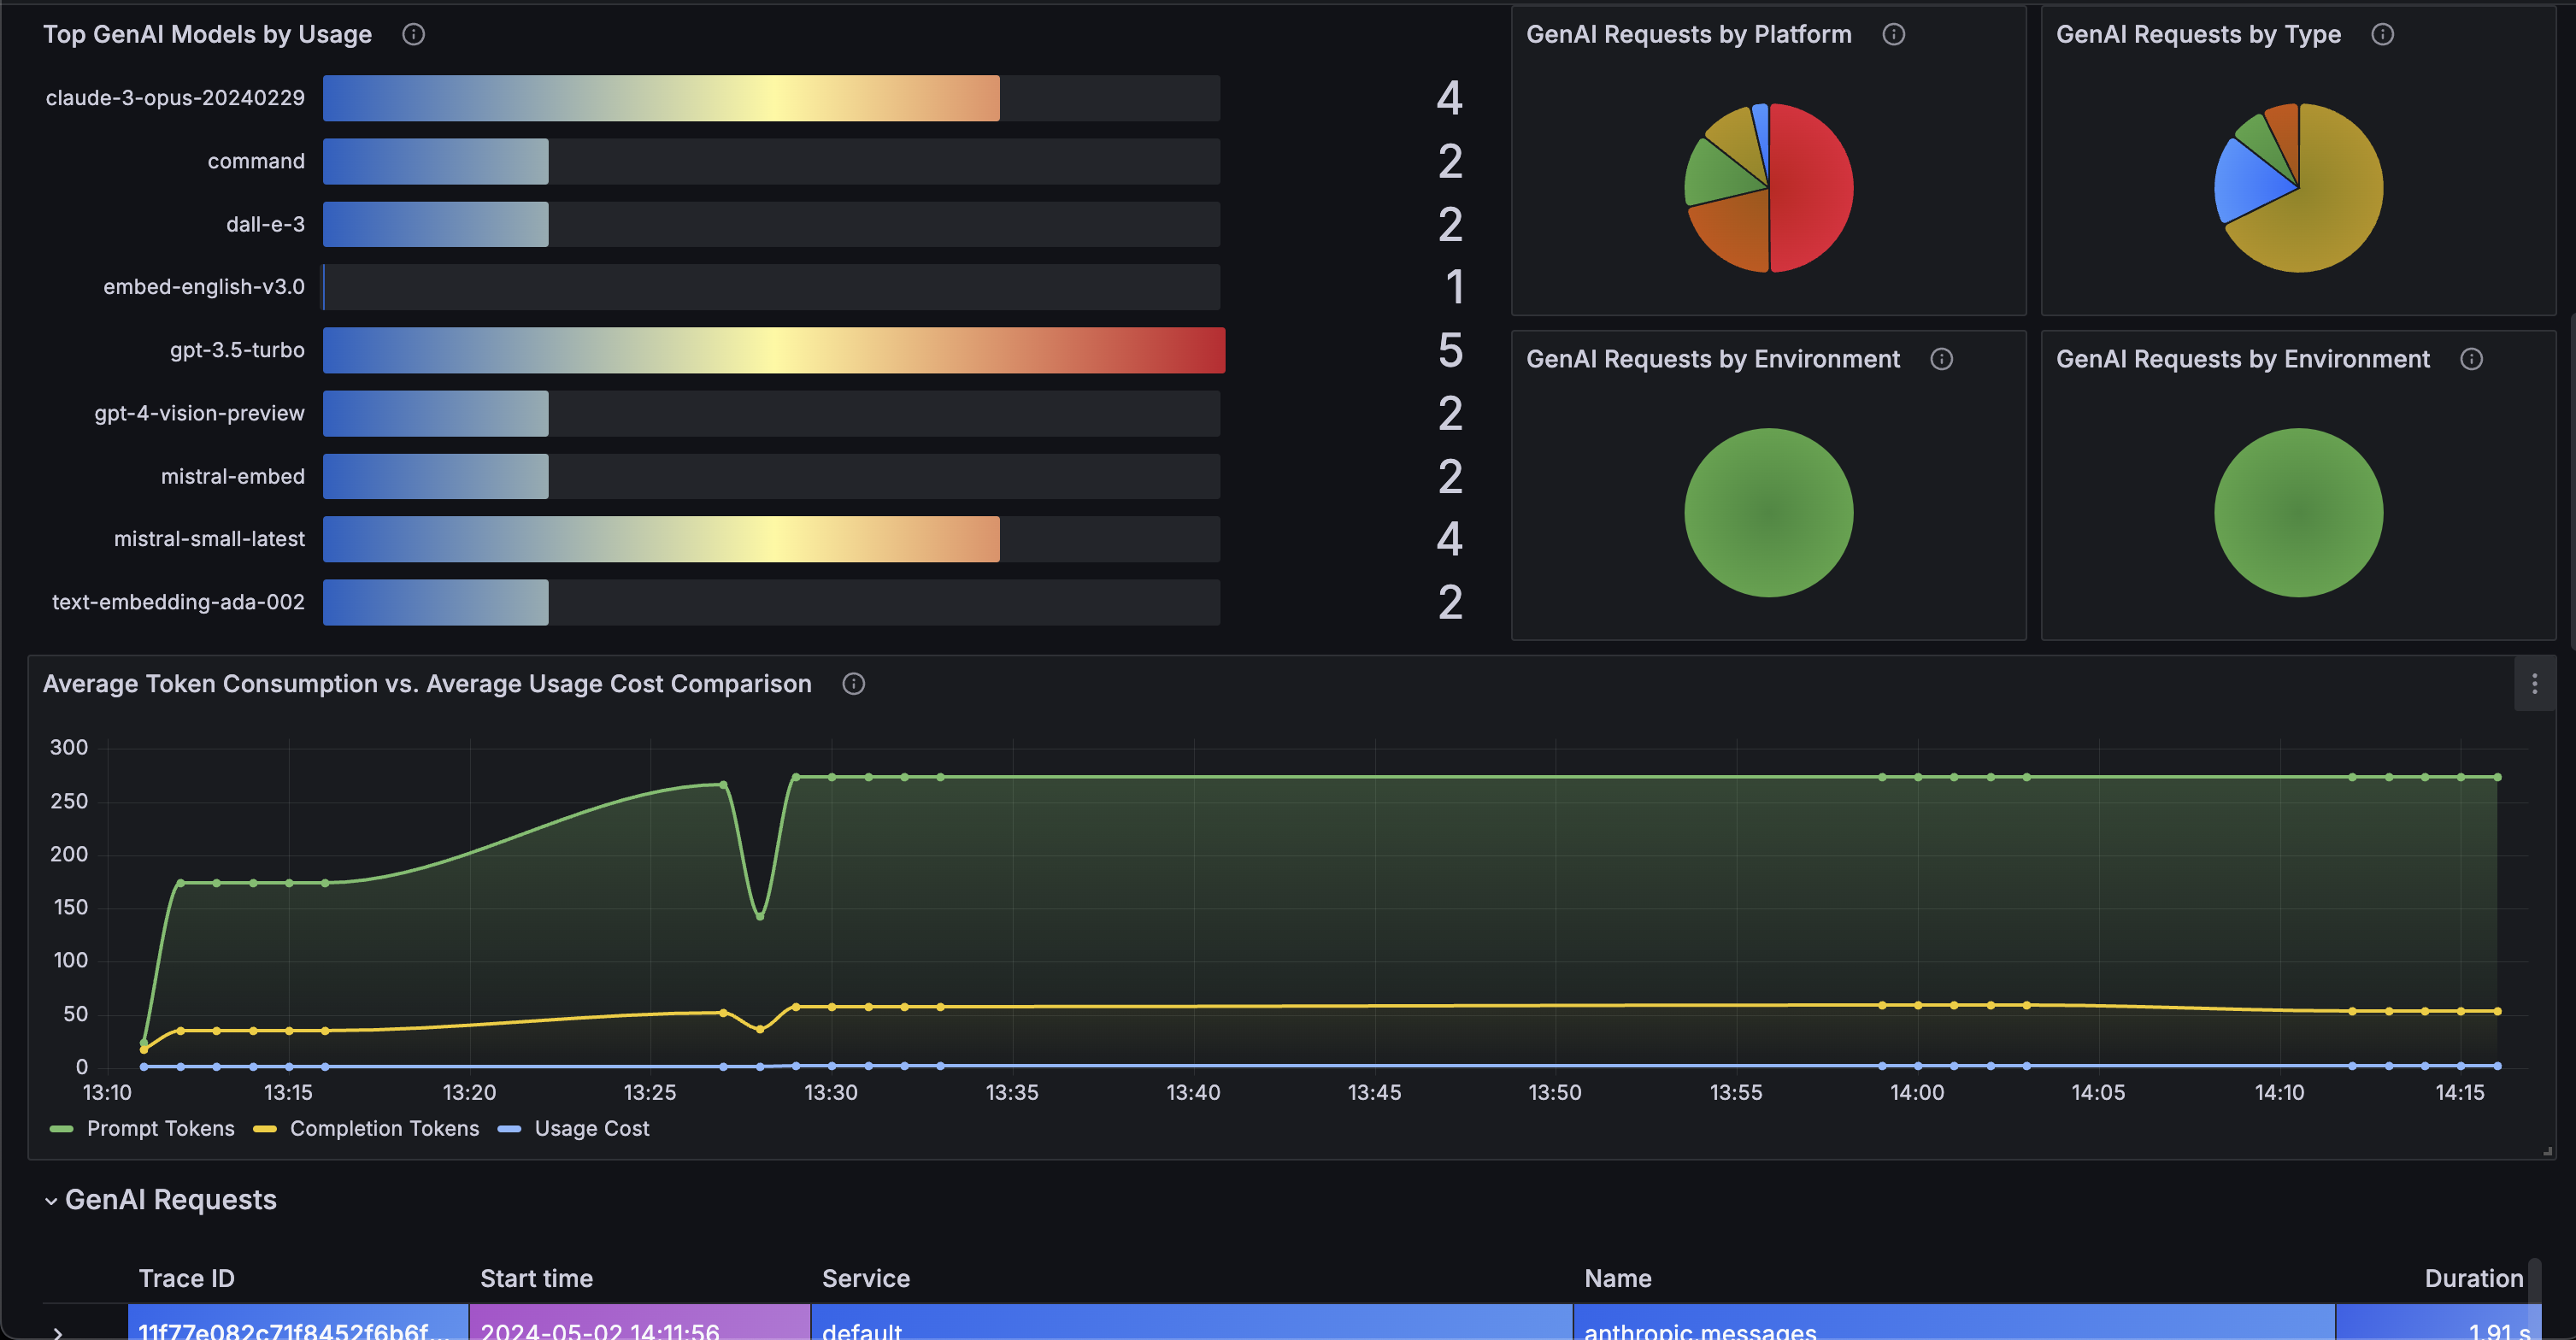 Top GenAI Models by Usage
claude-3-opus-20240229 4
command 2
dall-e-3 2
embed-english-v3.0 1
gpt-3.5-turbo 5
gpt-4-vision-preview 2
mistral-embed 2
mistral-small-latest 4
text-embedding-ada-002 2
GenAI Requests by Platform
GenAI Requests by Type
GenAI Requests by Environment
GenAI Requests by Environment
Average Token Consumption vs. Average Usage Cost Comparison
300
250
200
150
100
50
0
13:10 13:15 13:20 13:25 13:30 13:35 13:40 13:45 13:50 13:55 14:00 14:05 14:10 14:15
Prompt Tokens Completion Tokens Usage Cost
GenAI Requests
Trace ID Start time Service Name Duration
11f77e082c71f8452f6b6f... 2024-05-02 14:11:56 default anthropic.messages 1.91 s